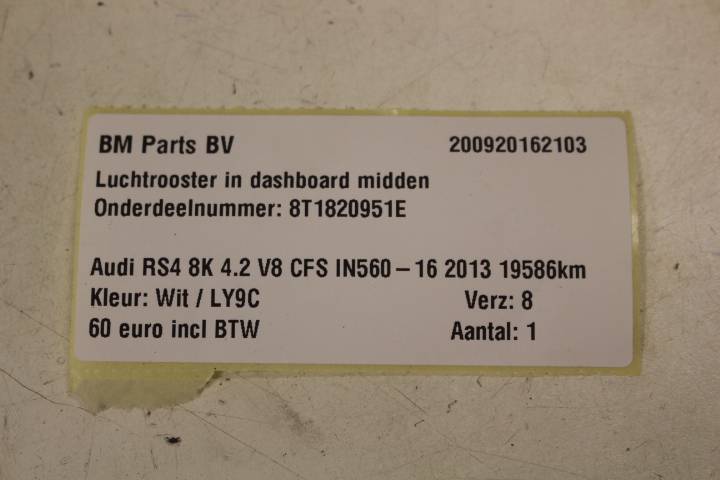 BM Parts BV 200920162103
Luchtrooster in dashboard midden
Onderdeelnummer: 8T1820951E
Audi RS4 8K 4.2 V8 CFS IN560 – 16 2013 19586km
Kleur: Wit / LY9C Verz: 8
60 euro incl BTW Aantal: 1